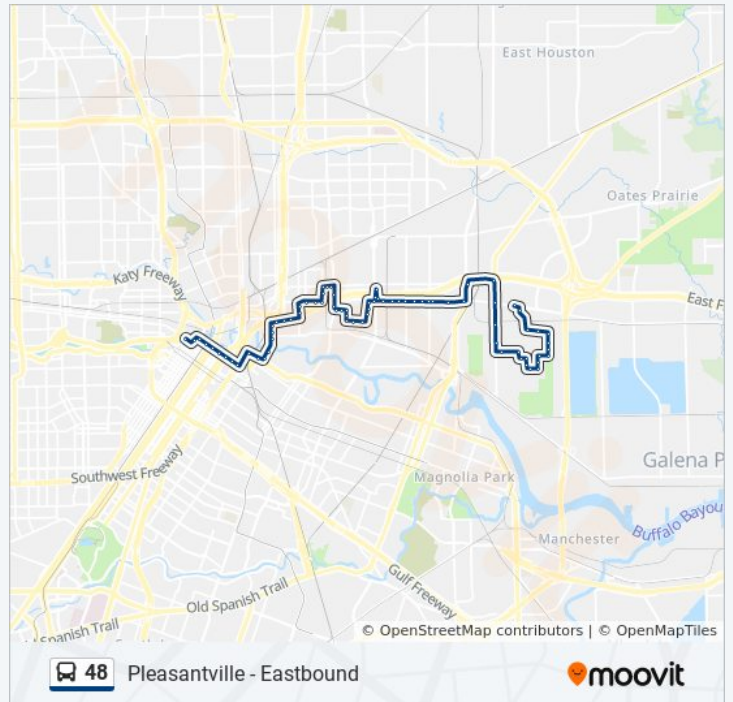 East Houston
Oates Prairie
Katy Freeway
East F
Southwest Freeway
Magnolia Park
Galena P
Buffalo Bayou
Manchester
Gulf Freeway
Old Spanish Trail
Spanish Trail
© OpenStreetMap contributors | © OpenMapTiles
48 Pleasantville - Eastbound moovit